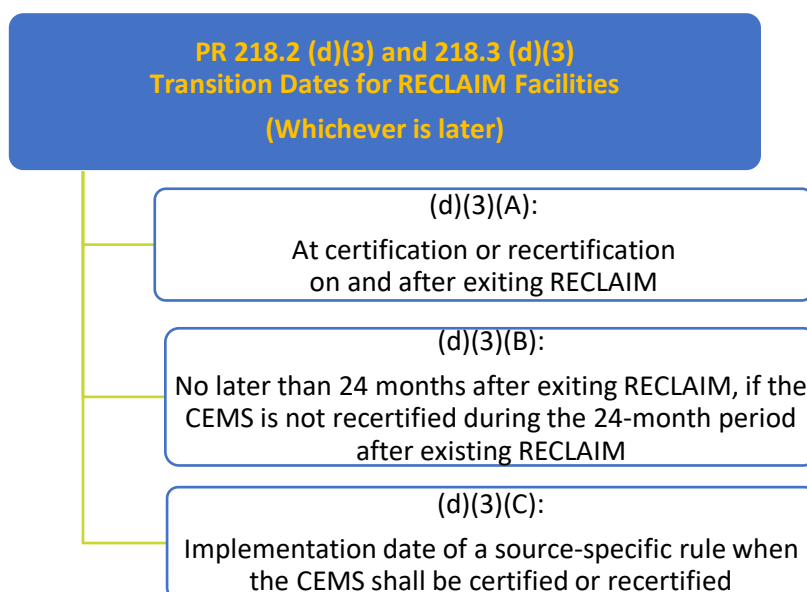 PR 218.2 (d)(3) and 218.3 (d)(3)
Transition Dates for RECLAIM Facilities
(Whichever is later)
(d)(3)(A):
At certification or recertification
on and after exiting RECLAIM
(d)(3)(B):
No later than 24 months after exiting RECLAIM, if the
CEMS is not recertified during the 24-month period
after existing RECLAIM
(d)(3)(C):
Implementation date of a source-specific rule when
the CEMS shall be certified or recertified